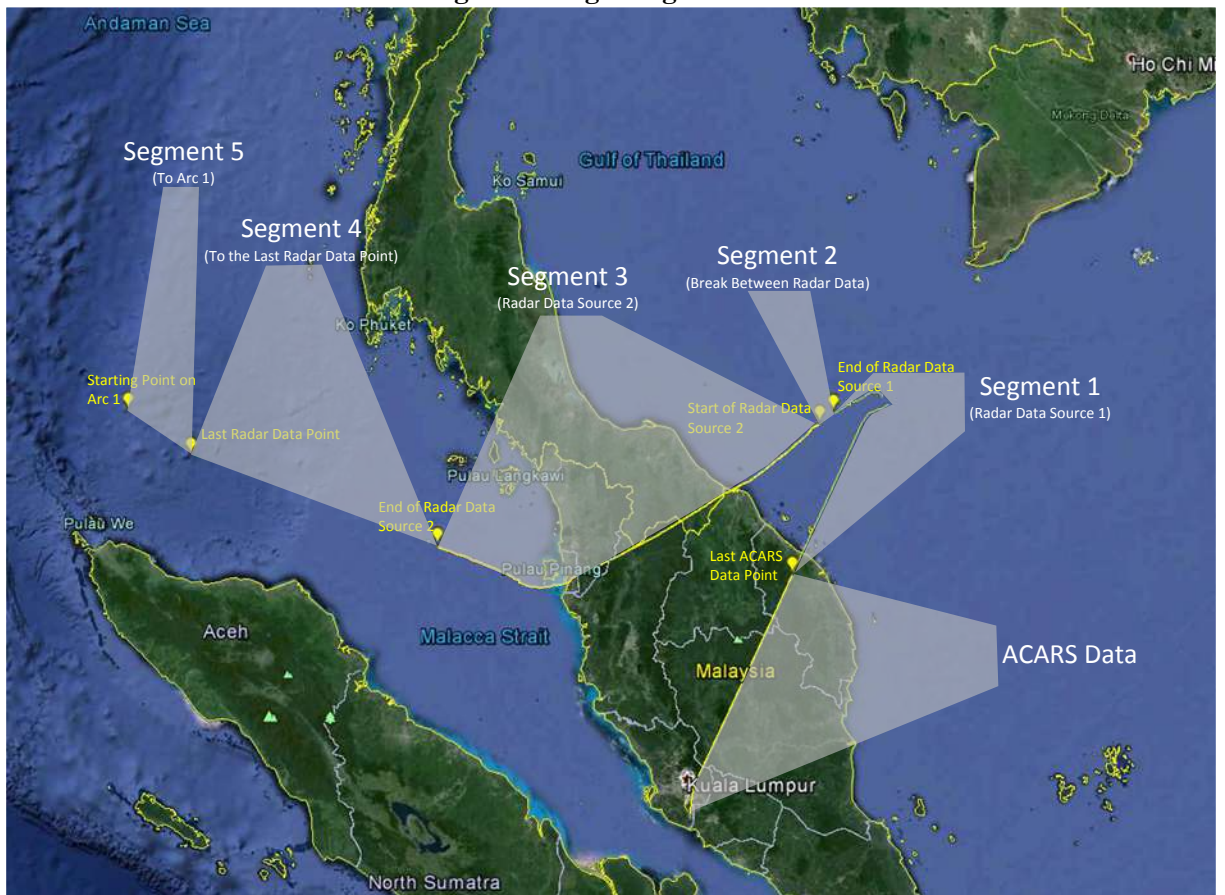 Andaman Sea
Ho Chi Mi
Mekong Delta
Segment 5
(To Arc 1)
Gulf of Thailand
Ko Samui
Segment 4
(To the Last Radar Data Point)
Segment 2
(Break Between Radar Data)
Segment 3
(Radar Data Source 2)
Ko Phuket
End of Radar Data
Source 1
Segment 1
(Radar Data Source 1)
Starting Point on
Arc 1
Start of Radar Data
Source 2
Last Radar Data Point
Pulau Langkawi
End of Radar Data
Source 2
Pulau We
Last ACARS
Data Point
Pulau Pinang
Aceh
Malacca Strait
ACARS Data
Malaysia
Kuala Lumpur
North Sumatra